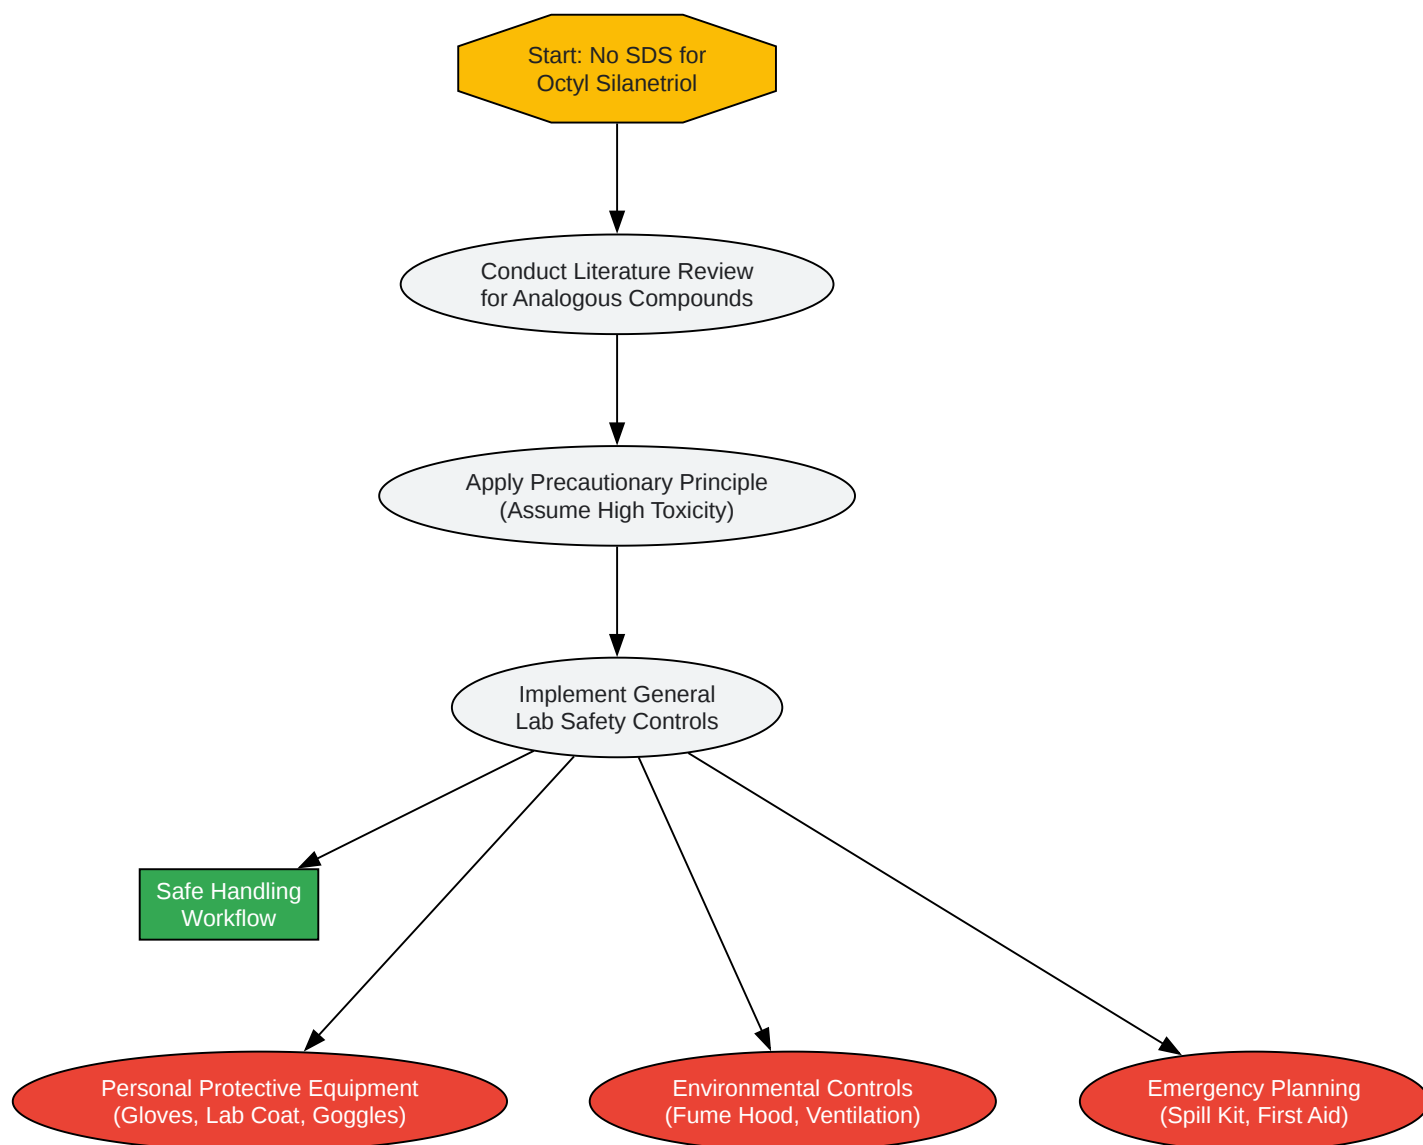 Start: No SDS for
Octyl Silanetriol
Conduct Literature Review
for Analogous Compounds
Apply Precautionary Principle
(Assume High Toxicity)
Implement General
Lab Safety Controls
Safe Handling
Workflow
Personal Protective Equipment
(Gloves, Lab Coat, Goggles)
Environmental Controls
(Fume Hood, Ventilation)
Emergency Planning
(Spill Kit, First Aid)